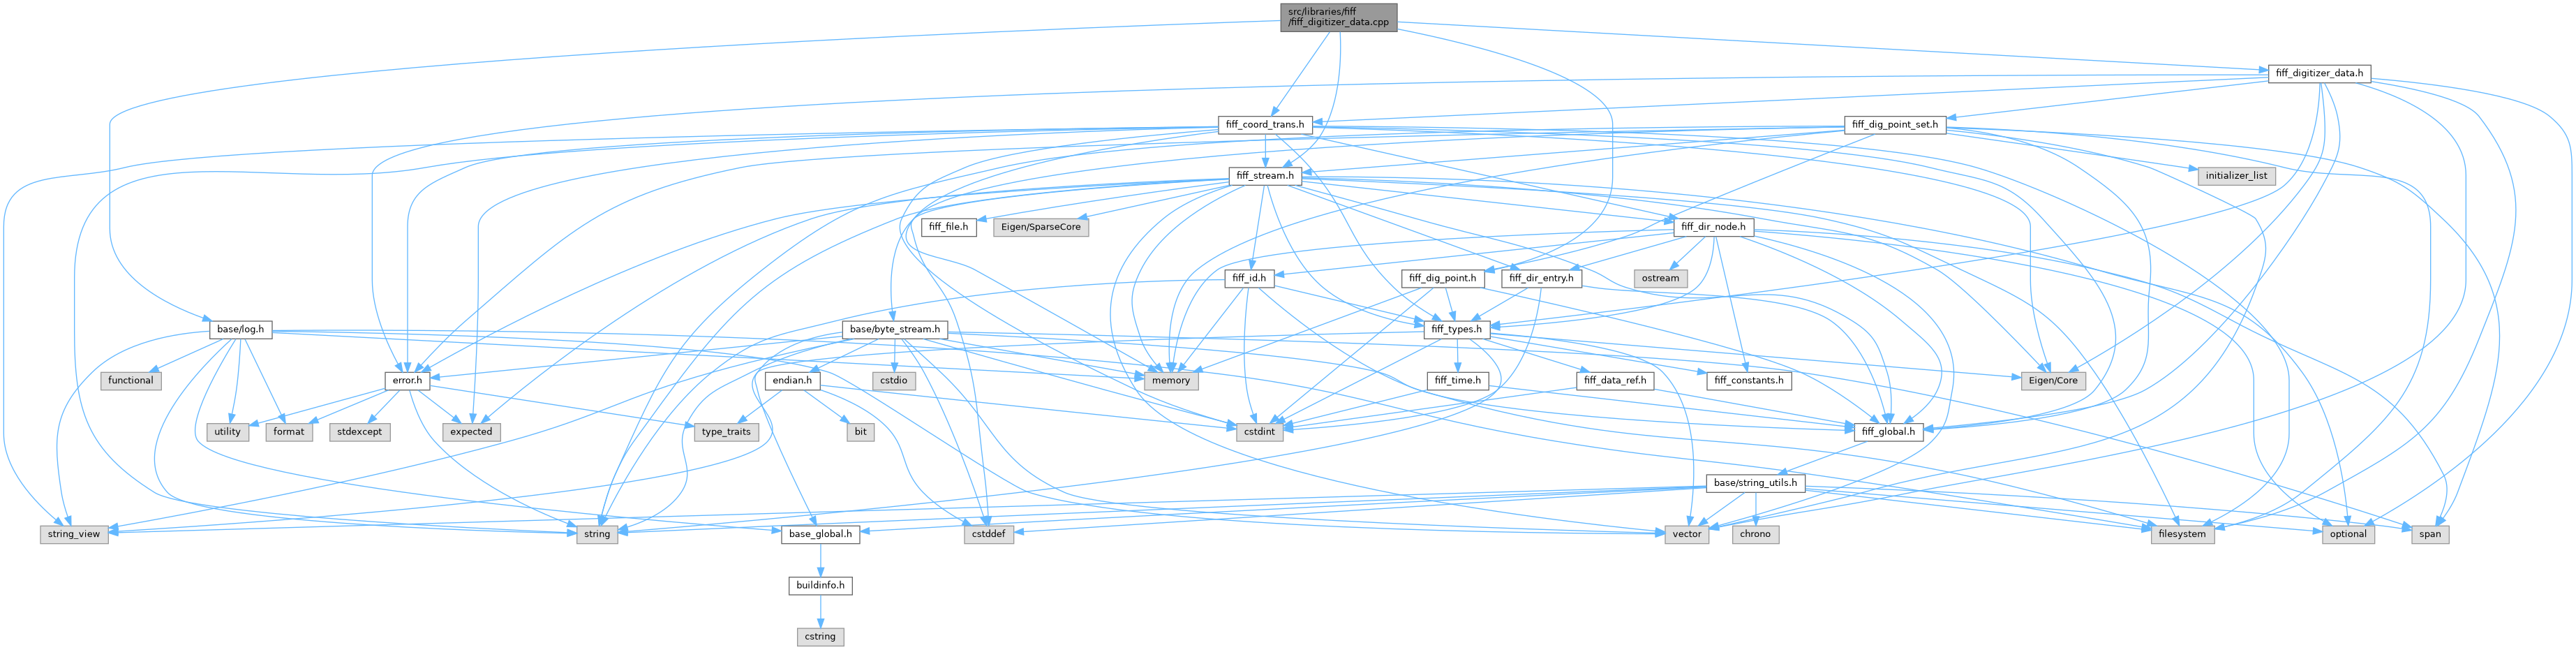 src/libraries/fiff
/fiff_digitizer_data.cpp
fiff_digitizer_data.h
fiff_coord_trans.h
fiff_dig_point_set.h
fiff_stream.h
initializer_list
fiff_file.h
Eigen/SparseCore
fiff_dir_node.h
fiff_id.h
fiff_dig_point.h
fiff_dir_entry.h
ostream
base/log.h
base/byte_stream.h
fiff_types.h
functional
error.h
endian.h
cstdio
memory
fiff_time.h
fiff_data_ref.h
fiff_constants.h
Eigen/Core
utility
format
stdexcept
expected
type_traits
bit
cstdint
fiff_global.h
base/string_utils.h
string_view
string
base_global.h
cstddef
vector
chrono
filesystem
optional
span
buildinfo.h
cstring